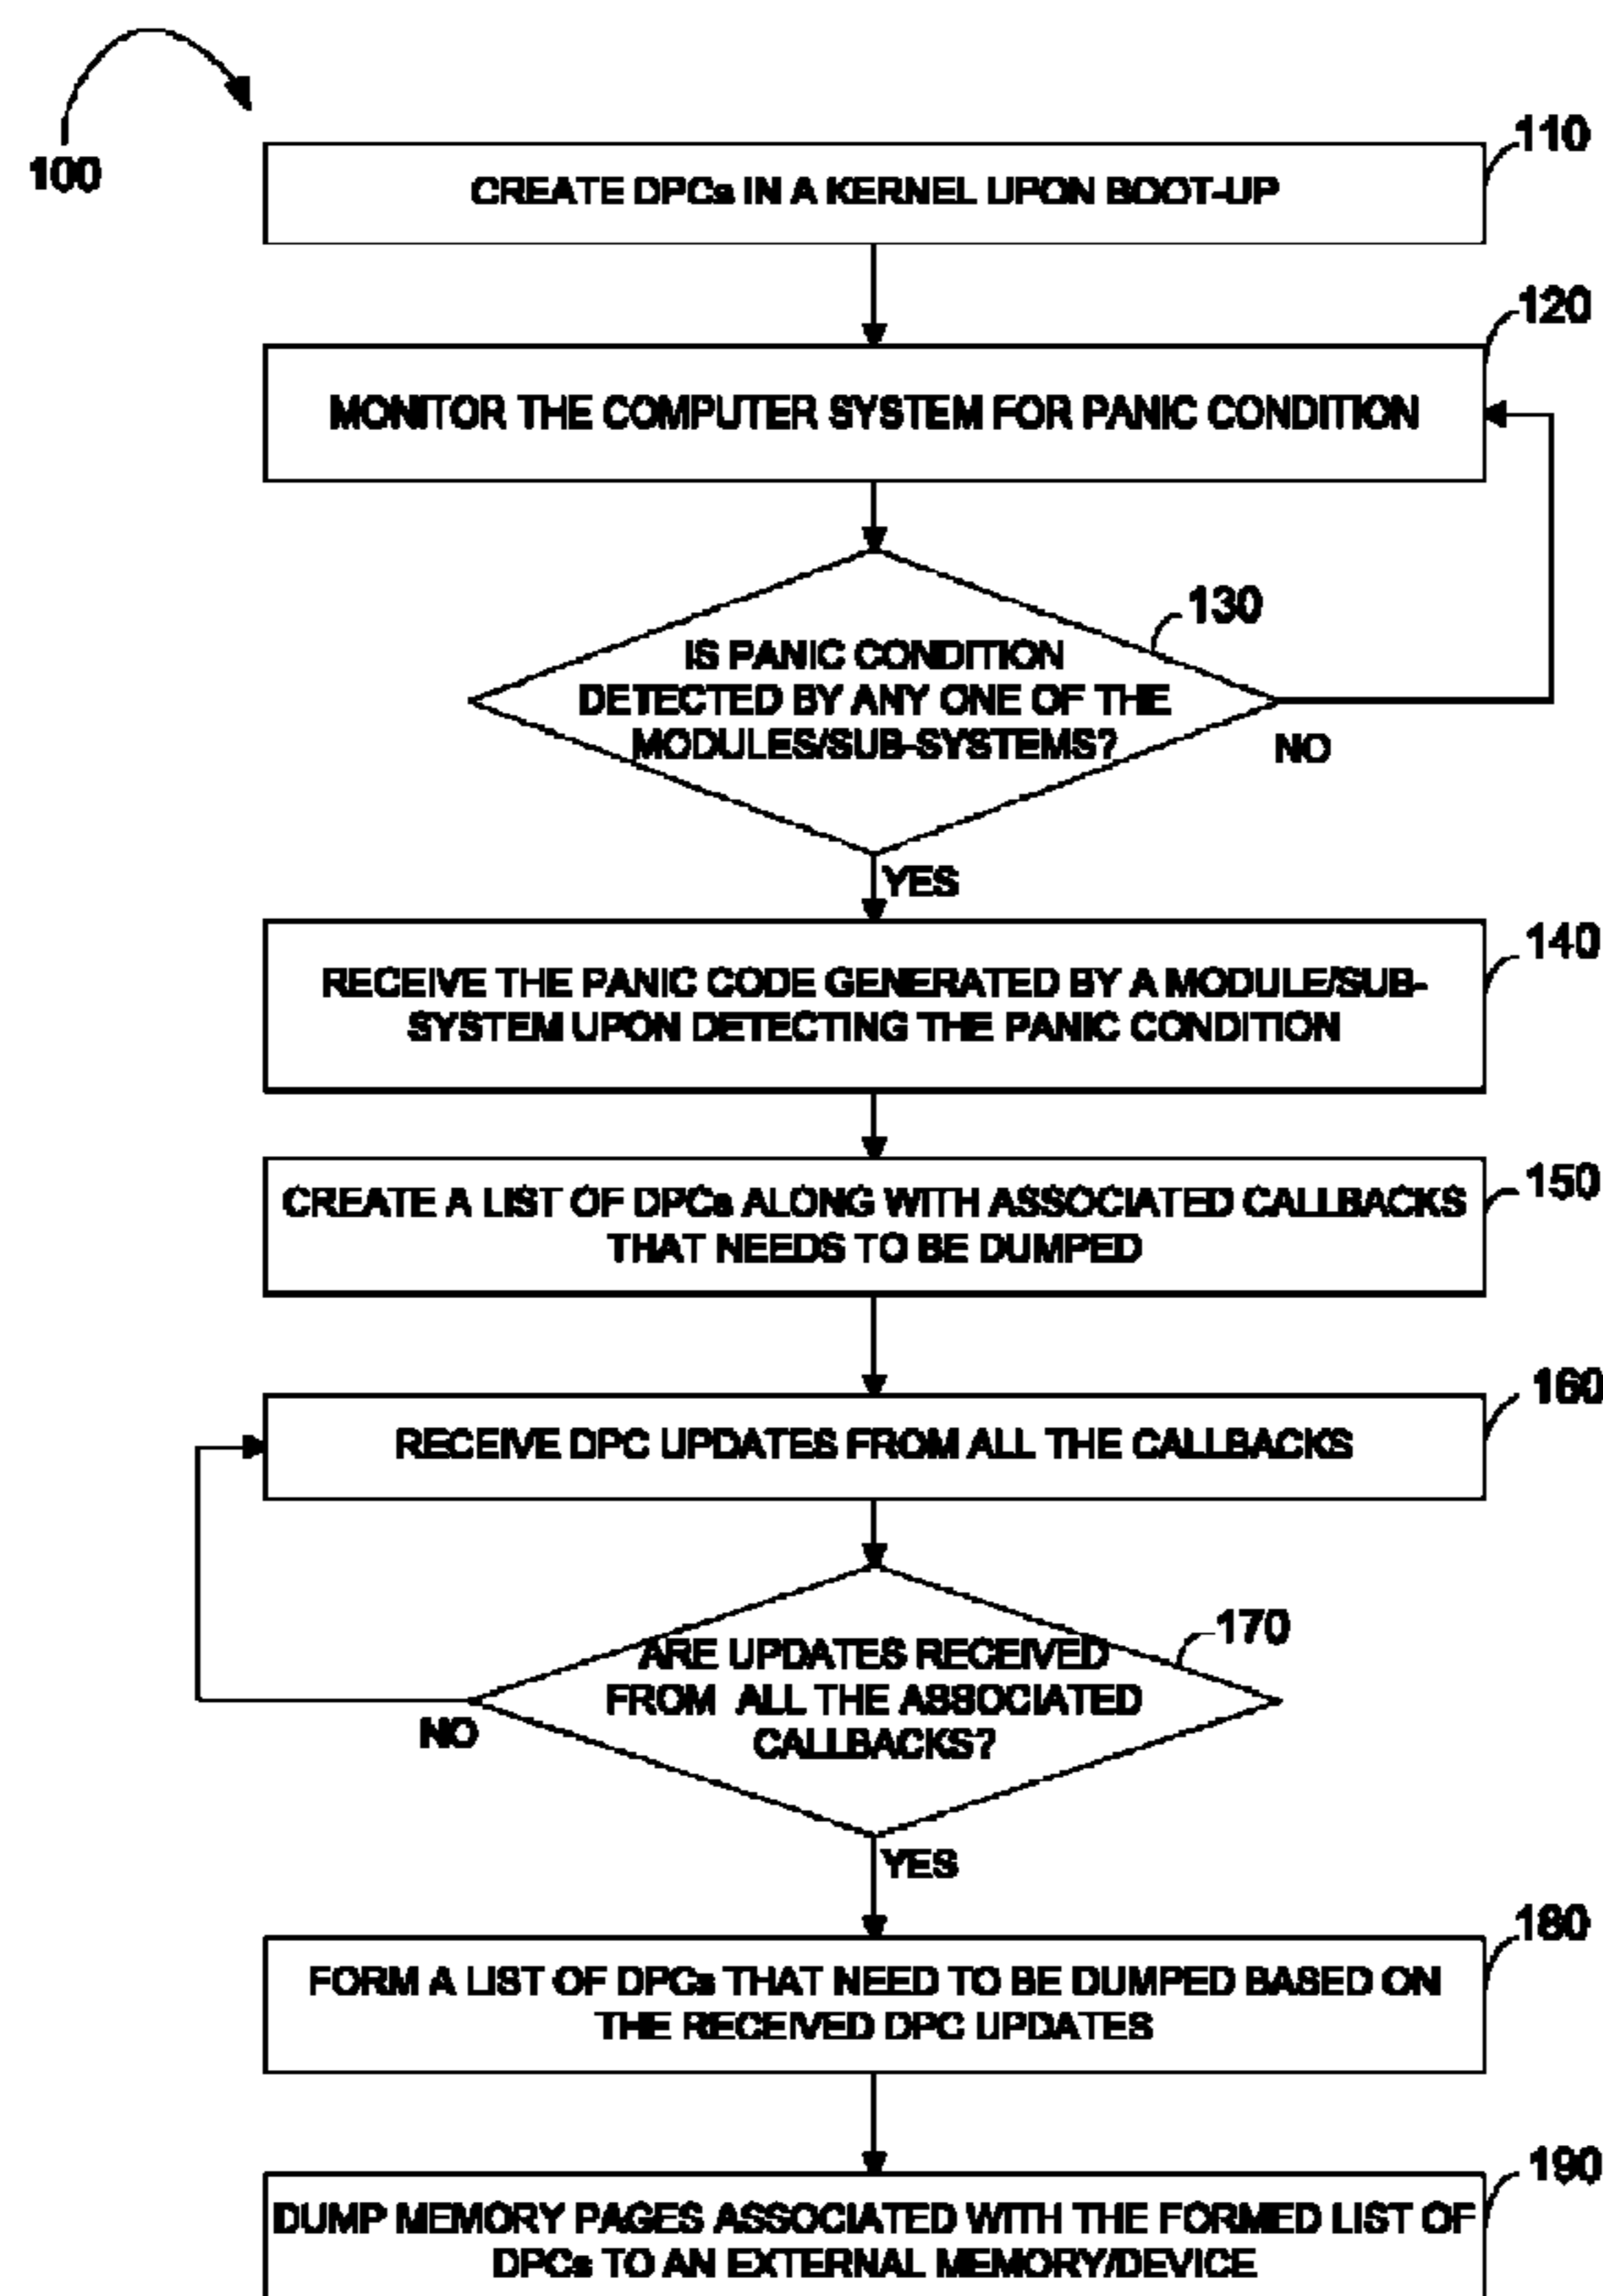 100
110
CREATE DPCs IN A KERNEL UPON BOOT-UP
120
MONITOR THE COMPUTER SYSTEM FOR PANIC CONDITION
130
IS PANIC CONDITION
DETECTED BY ANY ONE OF THE
MODULES/SUB-SYSTEMS?
NO
YES
140
RECEIVE THE PANIC CODE GENERATED BY A MODULE/SUB-
SYSTEM UPON DETECTING THE PANIC CONDITION
150
CREATE A LIST OF DPCs ALONG WITH ASSOCIATED CALLBACKS
THAT NEEDS TO BE DUMPED
160
RECEIVE DPC UPDATES FROM ALL THE CALLBACKS
170
ARE UPDATES RECEIVED
FROM ALL THE ASSOCIATED
CALLBACKS?
NO
YES
180
FORM A LIST OF DPCs THAT NEED TO BE DUMPED BASED ON
THE RECEIVED DPC UPDATES
190
DUMP MEMORY PAGES ASSOCIATED WITH THE FORMED LIST OF
DPCs TO AN EXTERNAL MEMORY/DEVICE